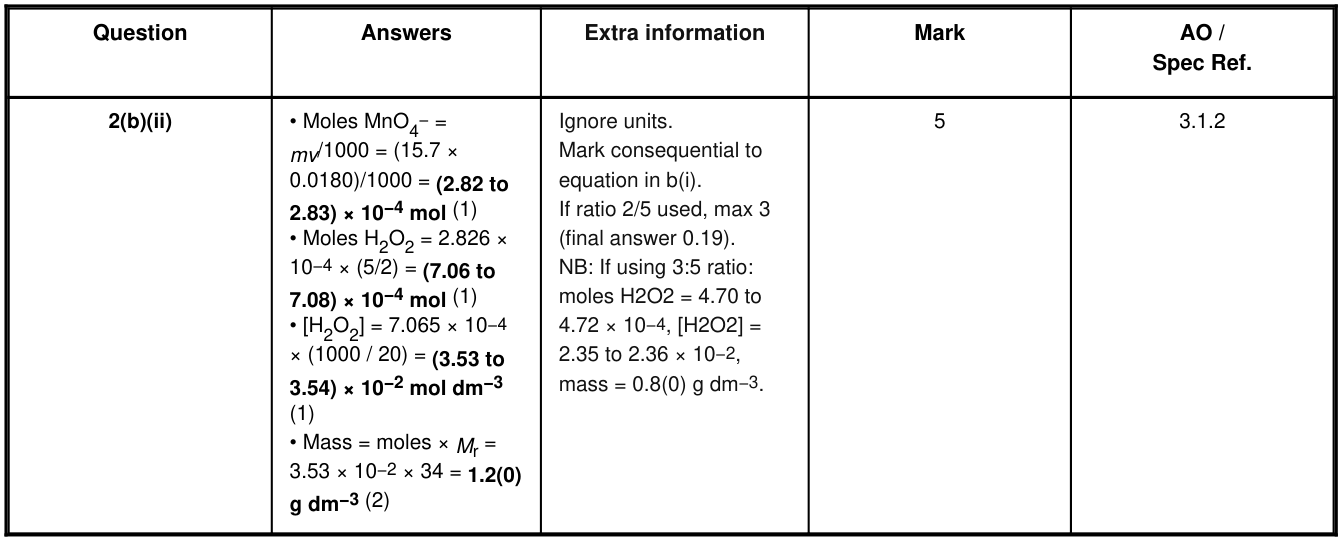 Question Answers Extra information Mark AO /
Spec Ref.
2(b)(ii)
• Moles MnO₄⁻ =
mv/1000 = (15.7 ×
0.0180)/1000 = (2.82 to
2.83) × 10⁻⁴ mol (1)
• Moles H₂O₂ = 2.826 ×
10⁻⁴ × (5/2) = (7.06 to
7.08) × 10⁻⁴ mol (1)
• [H₂O₂] = 7.065 × 10⁻⁴
× (1000 / 20) = (3.53 to
3.54) × 10⁻² mol dm⁻³
(1)
• Mass = moles × Mᵣ =
3.53 × 10⁻² × 34 = 1.2(0)
g dm⁻³ (2)
Ignore units.
Mark consequential to
equation in b(i).
If ratio 2/5 used, max 3
(final answer 0.19).
NB: If using 3:5 ratio:
moles H2O2 = 4.70 to
4.72 × 10⁻⁴, [H2O2] =
2.35 to 2.36 × 10⁻²,
mass = 0.8(0) g dm⁻³.
5
3.1.2